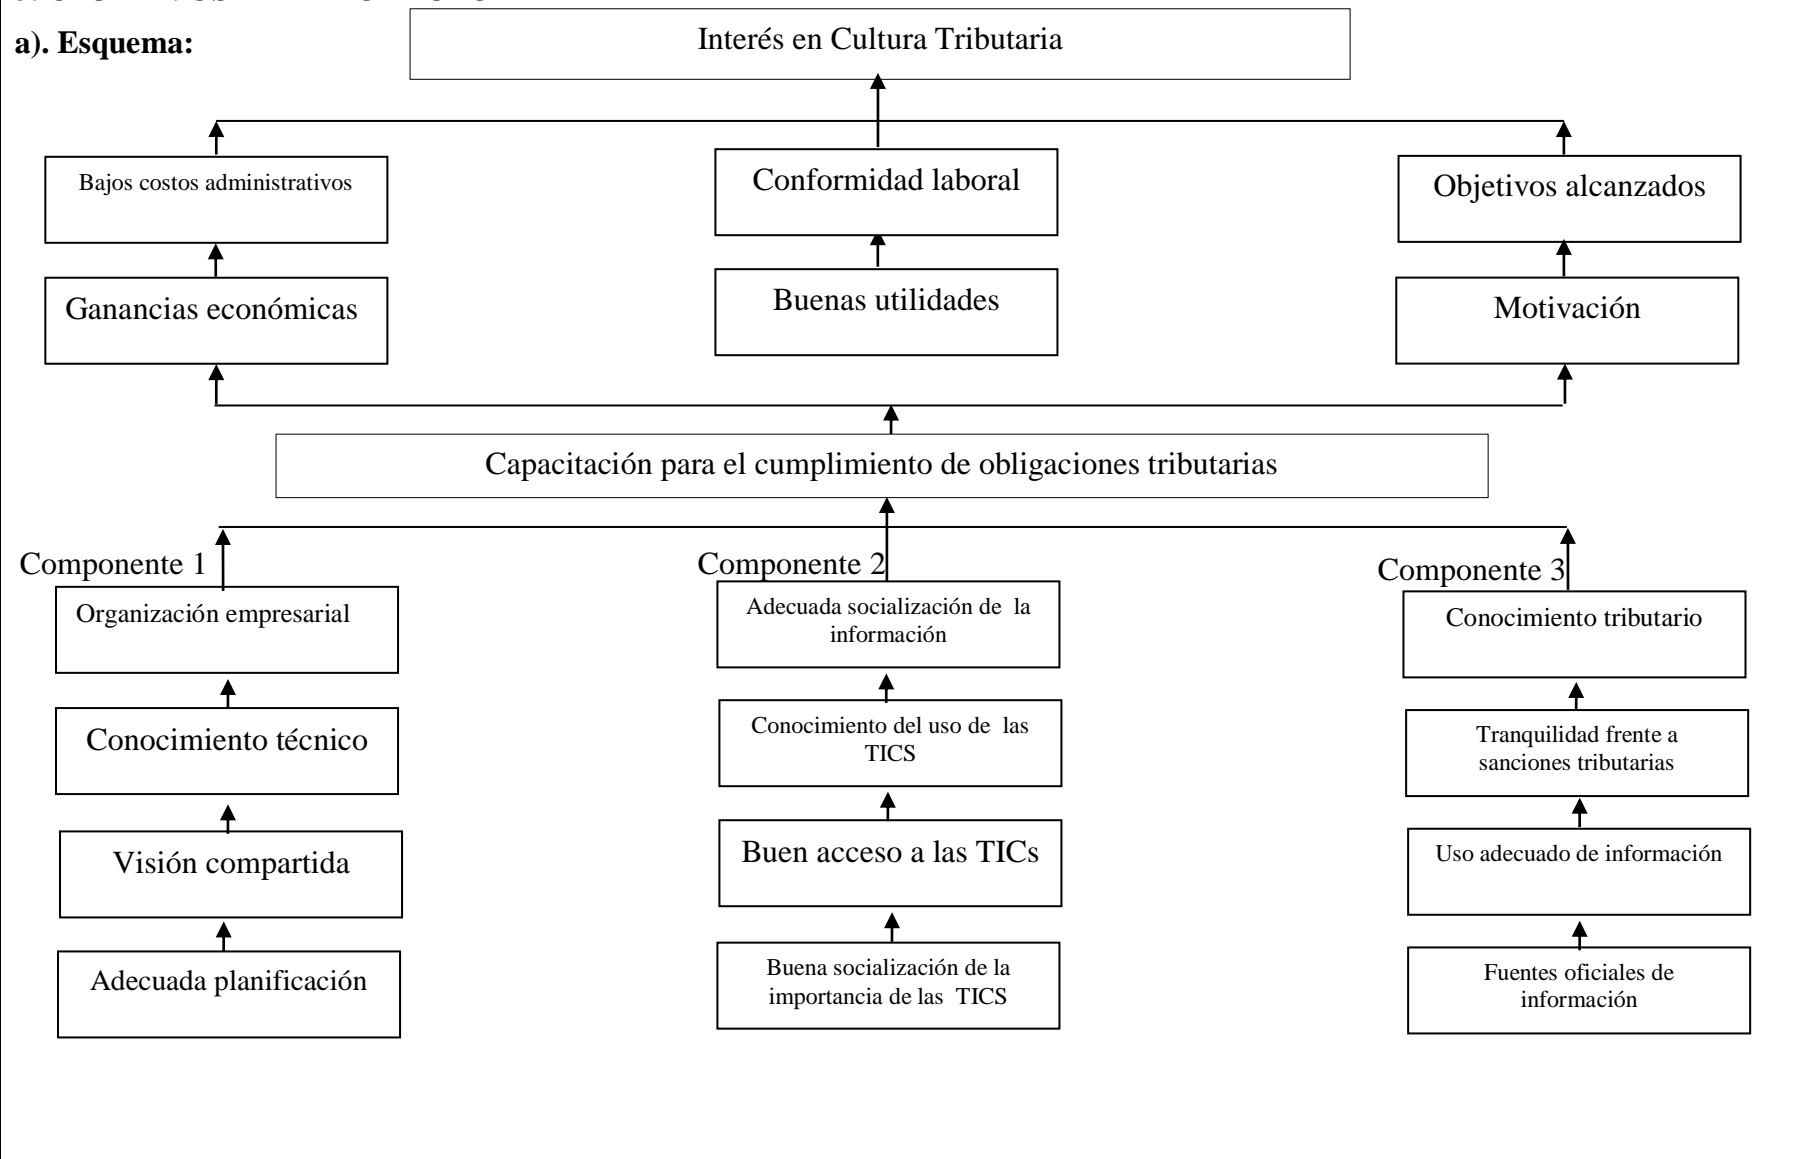 a). Esquema:
Interés en Cultura Tributaria
Bajos costos administrativos
Conformidad laboral
Objetivos alcanzados
Ganancias económicas
Buenas utilidades
Motivación
Capacitación para el cumplimiento de obligaciones tributarias
Componente 1
Componente 2
Componente 3
Organización empresarial
Adecuada socialización de la
información
Conocimiento tributario
Conocimiento técnico
Conocimiento del uso de las
TICS
Tranquilidad frente a
sanciones tributarias
Visión compartida
Buen acceso a las TICs
Uso adecuado de información
Adecuada planificación
Buena socialización de la
importancia de las TICS
Fuentes oficiales de
información